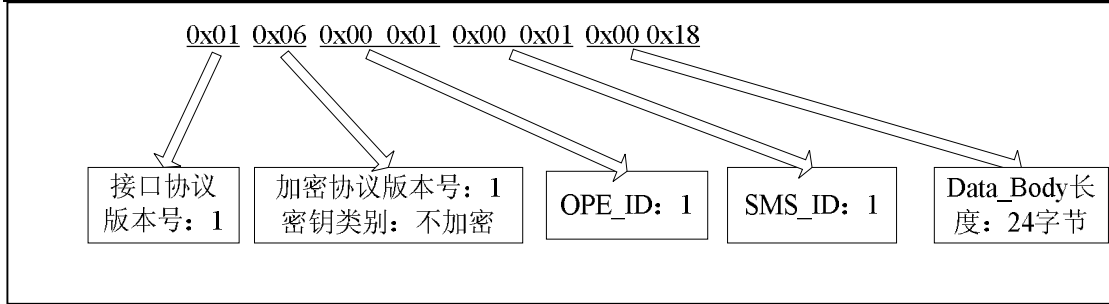 0x01 0x06 0x00 0x01 0x00 0x01 0x00 0x18
接口协议
版本号：1
加密协议版本号：1
密钥类别：不加密
OPE_ID：1
SMS_ID：1
Data_Body长
度：24字节